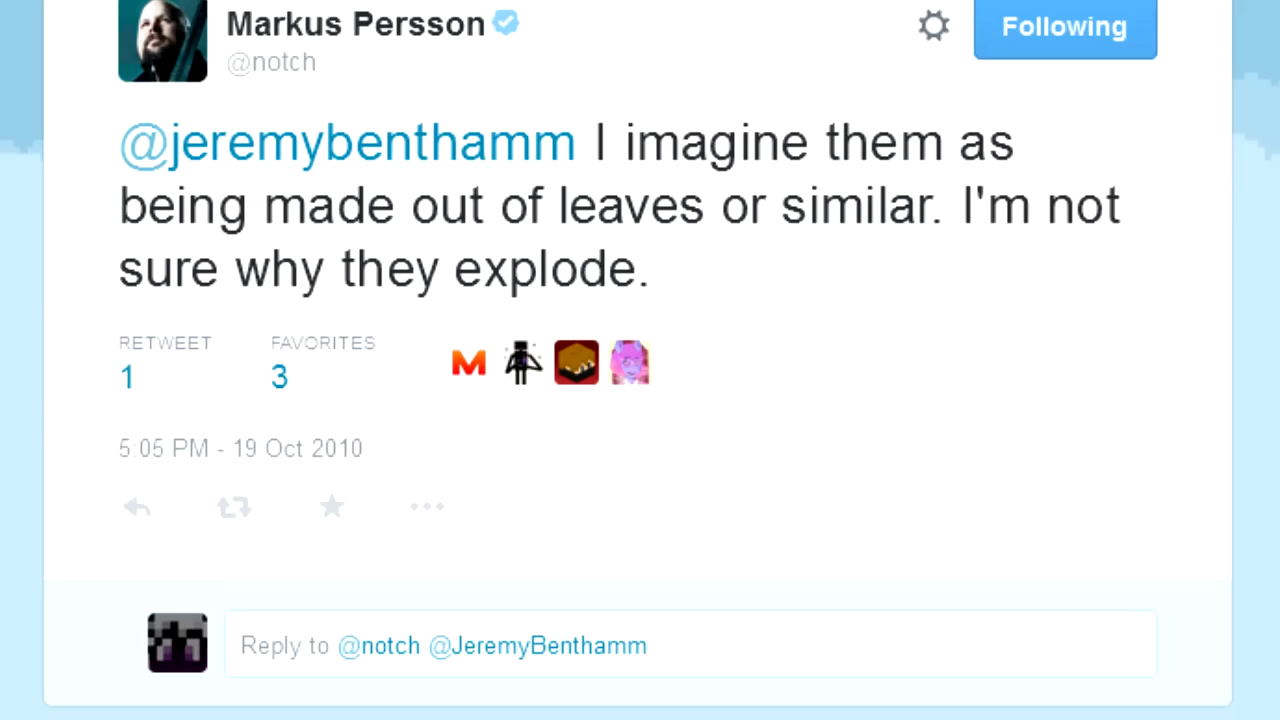 Markus Persson
Following
@notch
@jeremybenthamm I imagine them as
being made out of leaves or similar. I'm not
sure why they explode.
RETWEET FAVORITES
1 3
M
5:05 PM - 19 Oct 2010
Reply to @notch @JeremyBenthamm